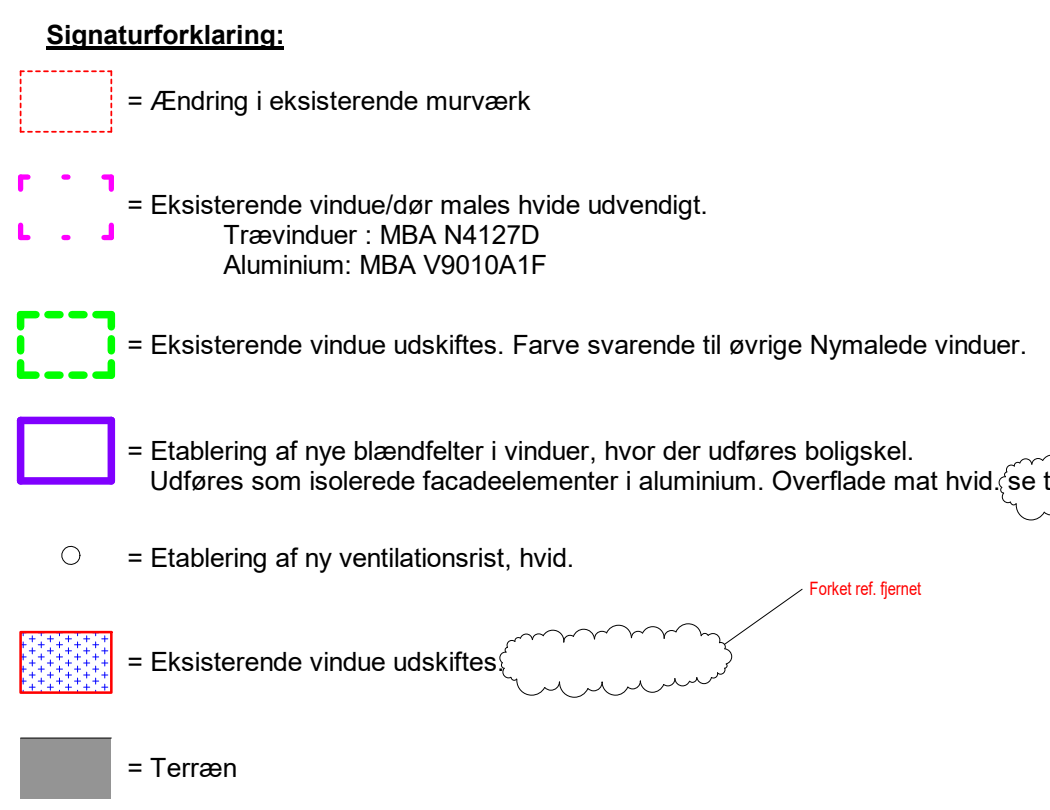 Signaturforklaring:
= Ændring i eksisterende murværk
= Eksisterende vindue/dør males hvide udvendigt.
Trævinduer : MBA N4127D
Aluminium: MBA V9010A1F
= Eksisterende vindue udskiftes. Farve svarende til øvrige Nymalede vinduer.
= Etablering af nye blændfelter i vinduer, hvor der udføres boligskel.
Udføres som isolerede facadeelementer i aluminium. Overflade mat hvid. se t
= Etablering af ny ventilationsrist, hvid.
Forket ref. fjernet
= Eksisterende vindue udskiftes.
= Terræn